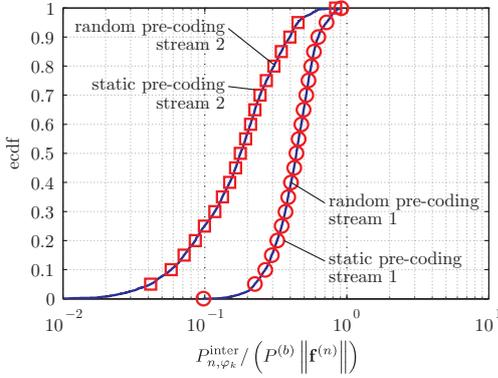 1
0.9
0.8
0.7
0.6
0.5
0.4
0.3
0.2
0.1
0
ecdf
random pre-coding
stream 2
static pre-coding
stream 2
random pre-coding
stream 1
static pre-coding
stream 1
10^{-2}
10^{-1}
10^{0}
10
P_{n,φ_k}^{inter} / ( P^{(b)} ‖f^{(n)}‖ )